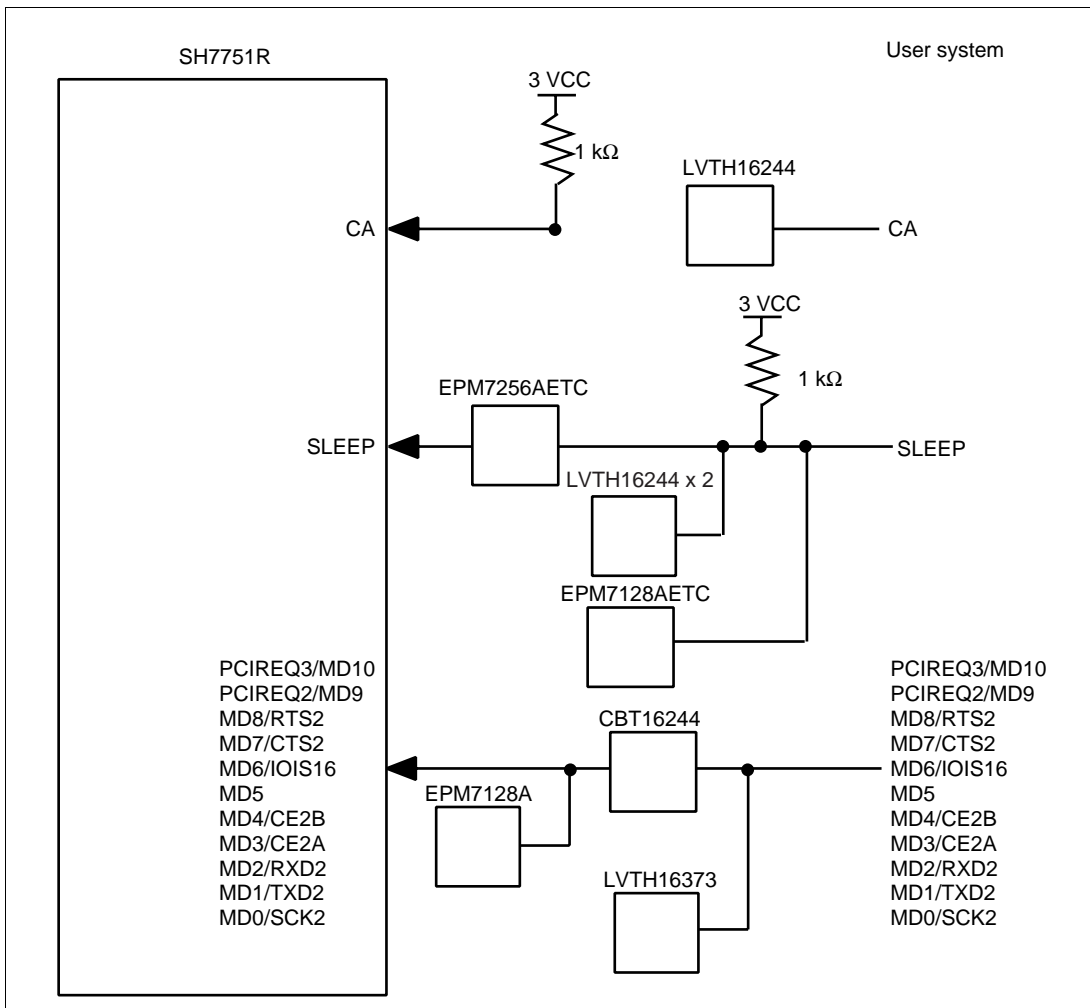 SH7751R
User system
3 VCC
1 kΩ
LVTH16244
CA
CA
3 VCC
1 kΩ
EPM7256AETC
SLEEP
SLEEP
LVTH16244 x 2
EPM7128AETC
PCIREQ3/MD10
PCIREQ2/MD9
MD8/RTS2
MD7/CTS2
MD6/IOIS16
MD5
MD4/CE2B
MD3/CE2A
MD2/RXD2
MD1/TXD2
MD0/SCK2
CBT16244
EPM7128A
LVTH16373
PCIREQ3/MD10
PCIREQ2/MD9
MD8/RTS2
MD7/CTS2
MD6/IOIS16
MD5
MD4/CE2B
MD3/CE2A
MD2/RXD2
MD1/TXD2
MD0/SCK2